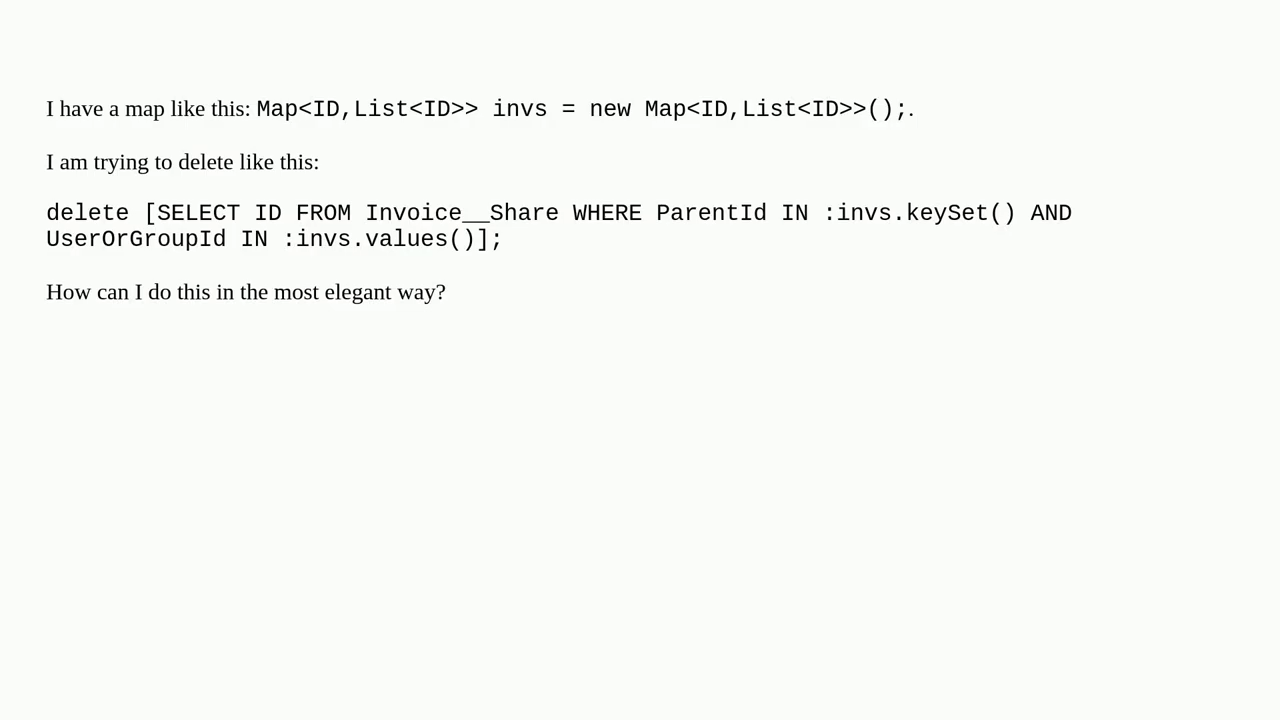 I have a map like this: Map<ID,List<ID>> invs = new Map<ID,List<ID>>();.
I am trying to delete like this:
delete [SELECT ID FROM Invoice__Share WHERE ParentId IN :invs.keySet() AND
UserOrGroupId IN :invs.values()];
How can I do this in the most elegant way?